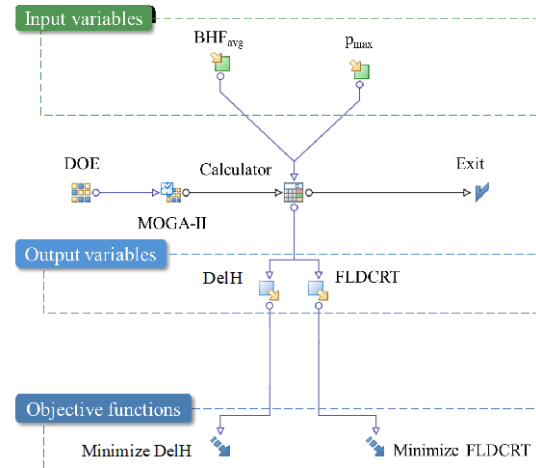 Input variables
BHFavg
pmax
DOE
Calculator
Exit
MOGA-II
Output variables
DelH
FLDCRT
Objective functions
Minimize DelH
Minimize FLDCRT